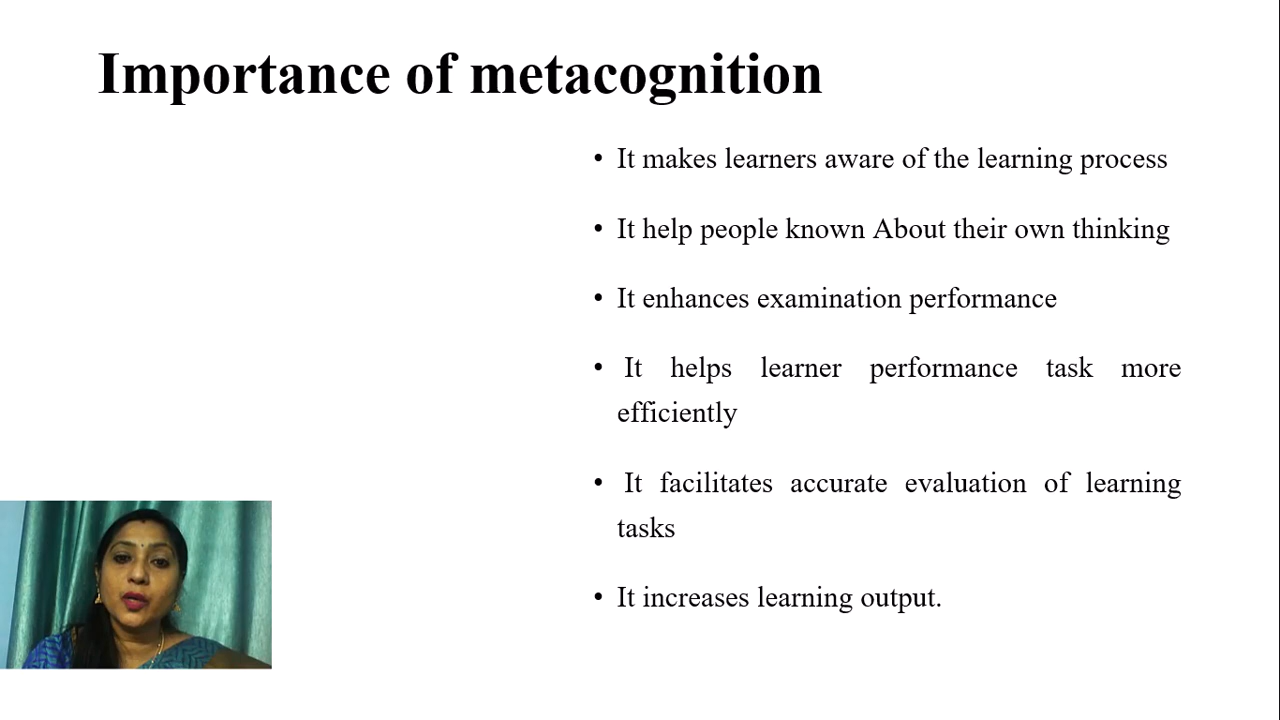 Importance of metacognition
• It makes learners aware of the learning process
• It help people known About their own thinking
• It enhances examination performance
• It helps learner performance task more
efficiently
• It facilitates accurate evaluation of learning
tasks
• It increases learning output.